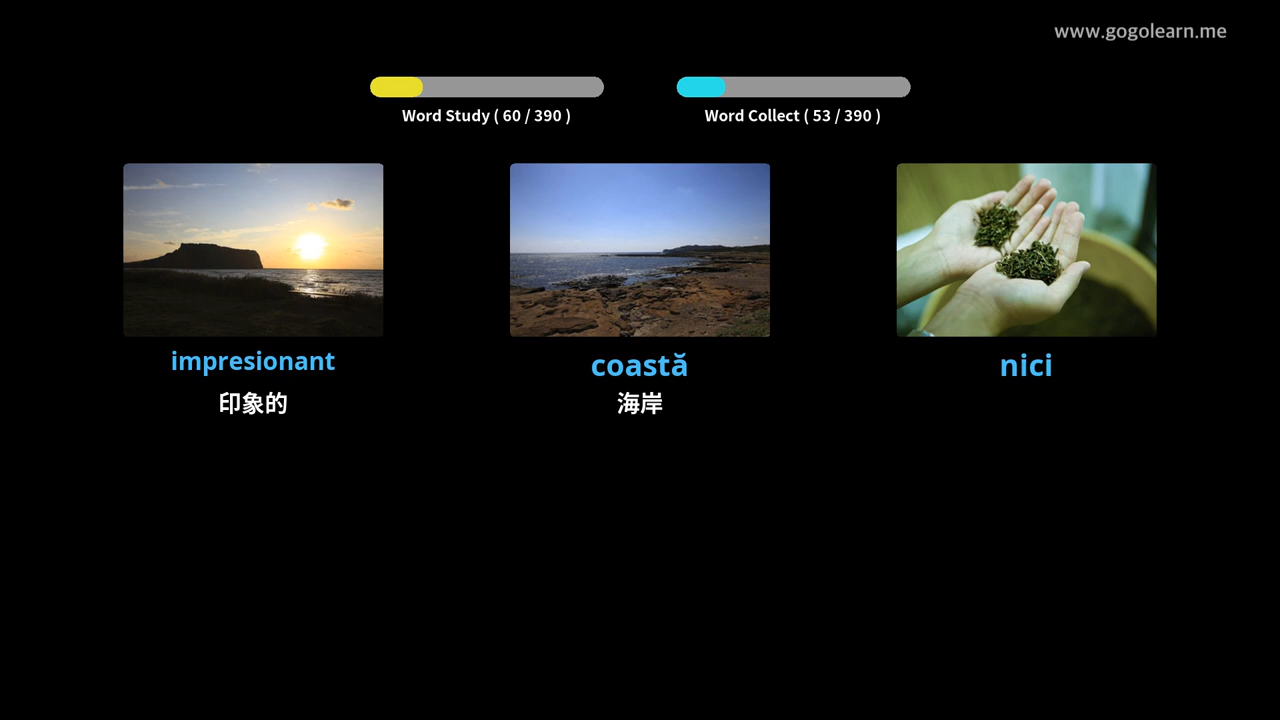 www.gogolearn.me
Word Study ( 60 / 390 )
Word Collect ( 53 / 390 )
impresionant
印象的
coastă
海岸
nici